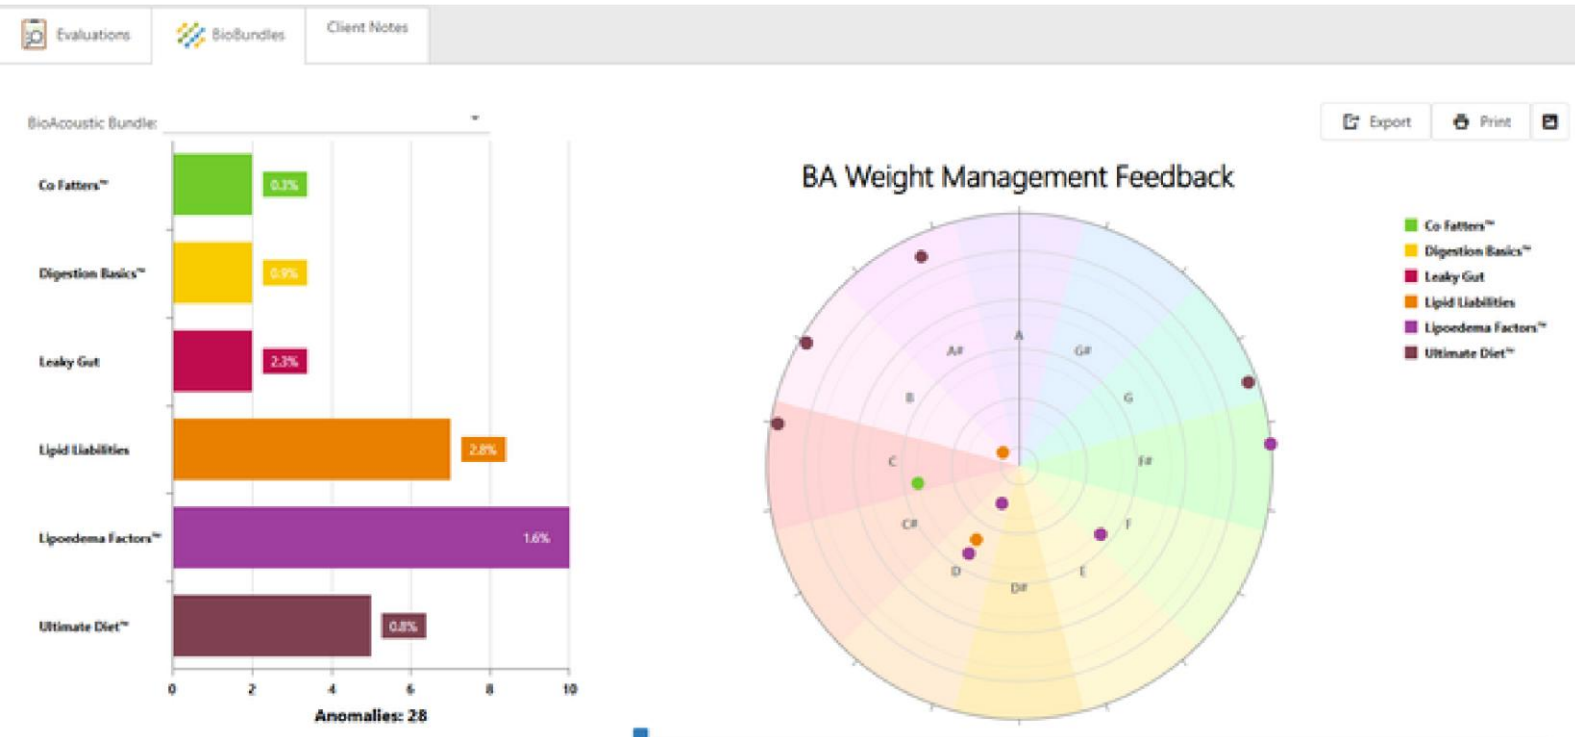 Evaluations
BioBundles
Client Notes
BioAcoustic Bundle:
Export
Print
Co Fatters™
0.3%
Digestion Basics™
0.9%
Leaky Gut
2.3%
Lipid Liabilities
2.8%
Lipoedema Factors™
1.6%
Ultimate Diet™
0.8%
0 2 4 6 8 10
Anomalies: 28
BA Weight Management Feedback
A
G#
G
F#
F
E
D#
D
C#
C
B
A#
Co Fatters™
Digestion Basics™
Leaky Gut
Lipid Liabilities
Lipoedema Factors™
Ultimate Diet™